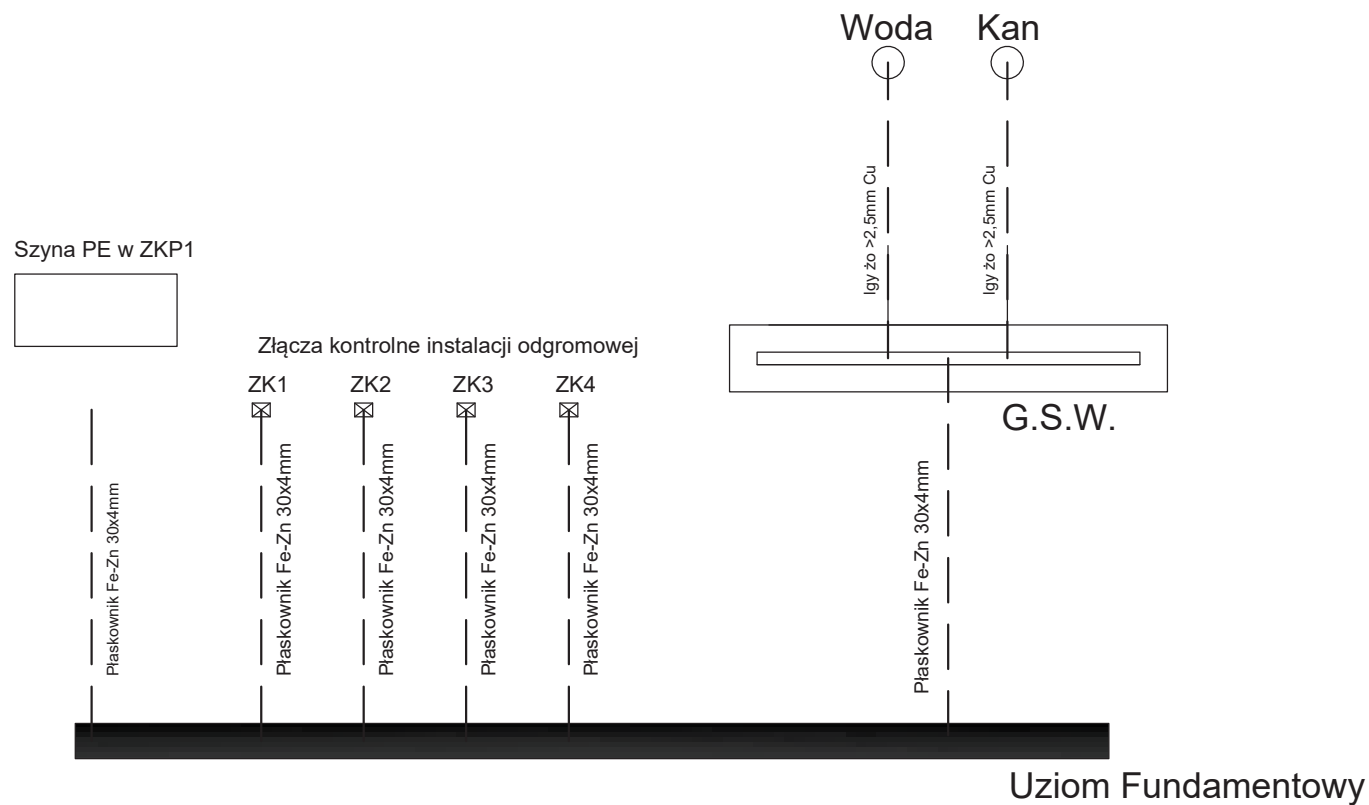 Woda
Kan
lgy żo >2,5mm Cu
lgy żo >2,5mm Cu
Szyna PE w ZKP1
Złącza kontrolne instalacji odgromowej
ZK1
ZK2
ZK3
ZK4
G.S.W.
Płaskownik Fe-Zn 30x4mm
Płaskownik Fe-Zn 30x4mm
Płaskownik Fe-Zn 30x4mm
Płaskownik Fe-Zn 30x4mm
Płaskownik Fe-Zn 30x4mm
Płaskownik Fe-Zn 30x4mm
Uziom Fundamentowy